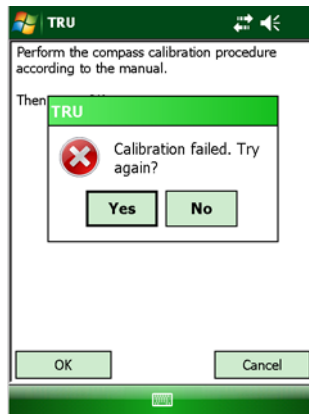 TRU
Perform the compass calibration procedure
according to the manual.
Then
TRU
Calibration failed. Try
again?
Yes No
OK Cancel